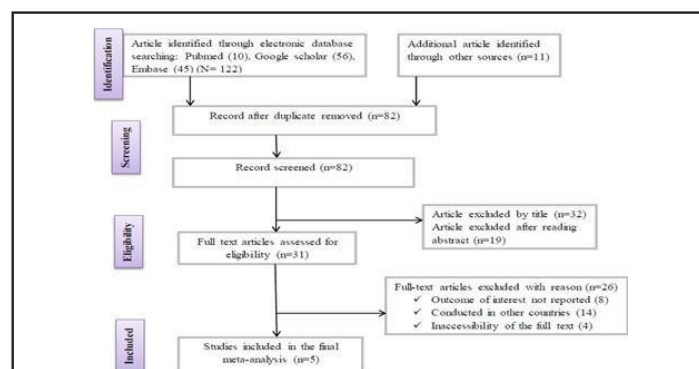 Identification
Article identified through electronic database
searching: Pubmed (10), Google scholar (56),
Embase (45) (N= 122)
Additional article identified
through other sources (n=11)
Record after duplicate removed (n=82)
Screening
Record screened (n=82)
Article excluded by title (n=32)
Article excluded after reading
abstract (n=19)
Eligibility
Full text articles assessed for
eligibility (n=31)
Full-text articles excluded with reason (n=26)
✓ Outcome of interest not reported (8)
✓ Conducted in other countries (14)
✓ Inaccessibility of the full text (4)
Included
Studies included in the final
meta-analysis (n=5)